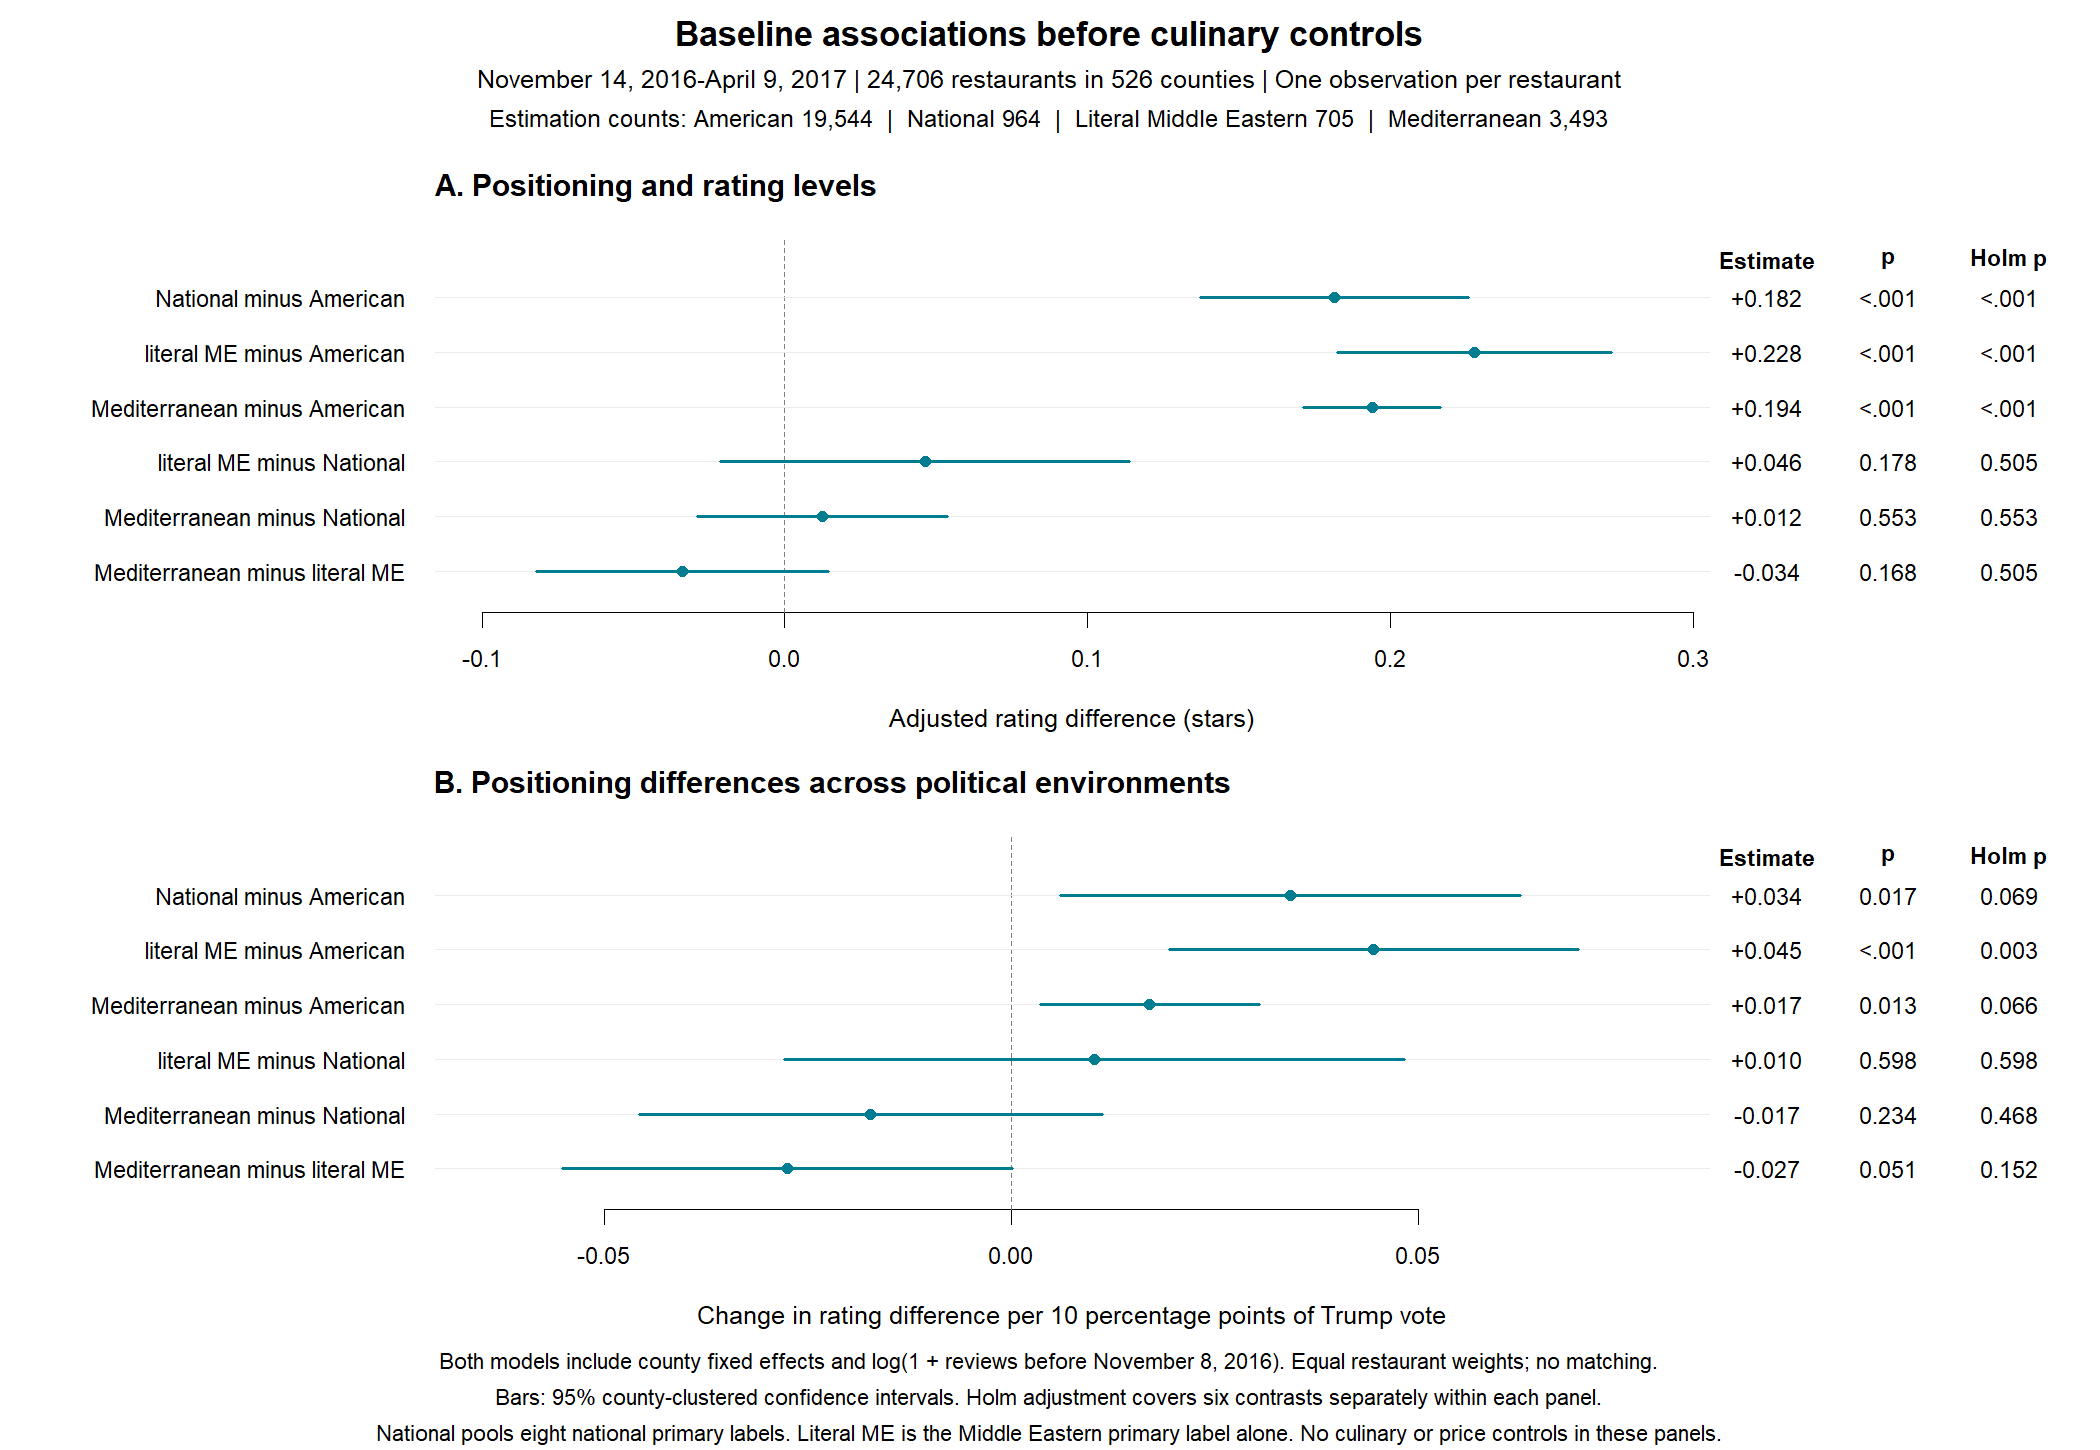 Baseline associations before culinary controls
November 14, 2016-April 9, 2017 | 24,706 restaurants in 526 counties | One observation per restaurant
Estimation counts: American 19,544 | National 964 | Literal Middle Eastern 705 | Mediterranean 3,493
A. Positioning and rating levels
Estimate p Holm p
National minus American +0.182 <.001 <.001
literal ME minus American +0.228 <.001 <.001
Mediterranean minus American +0.194 <.001 <.001
literal ME minus National +0.046 0.178 0.505
Mediterranean minus National +0.012 0.553 0.553
Mediterranean minus literal ME -0.034 0.168 0.505
-0.1 0.0 0.1 0.2 0.3
Adjusted rating difference (stars)
B. Positioning differences across political environments
Estimate p Holm p
National minus American +0.034 0.017 0.069
literal ME minus American +0.045 <.001 0.003
Mediterranean minus American +0.017 0.013 0.066
literal ME minus National +0.010 0.598 0.598
Mediterranean minus National -0.017 0.234 0.468
Mediterranean minus literal ME -0.027 0.051 0.152
-0.05 0.00 0.05
Change in rating difference per 10 percentage points of Trump vote
Both models include county fixed effects and log(1 + reviews before November 8, 2016). Equal restaurant weights; no matching.
Bars: 95% county-clustered confidence intervals. Holm adjustment covers six contrasts separately within each panel.
National pools eight national primary labels. Literal ME is the Middle Eastern primary label alone. No culinary or price controls in these panels.